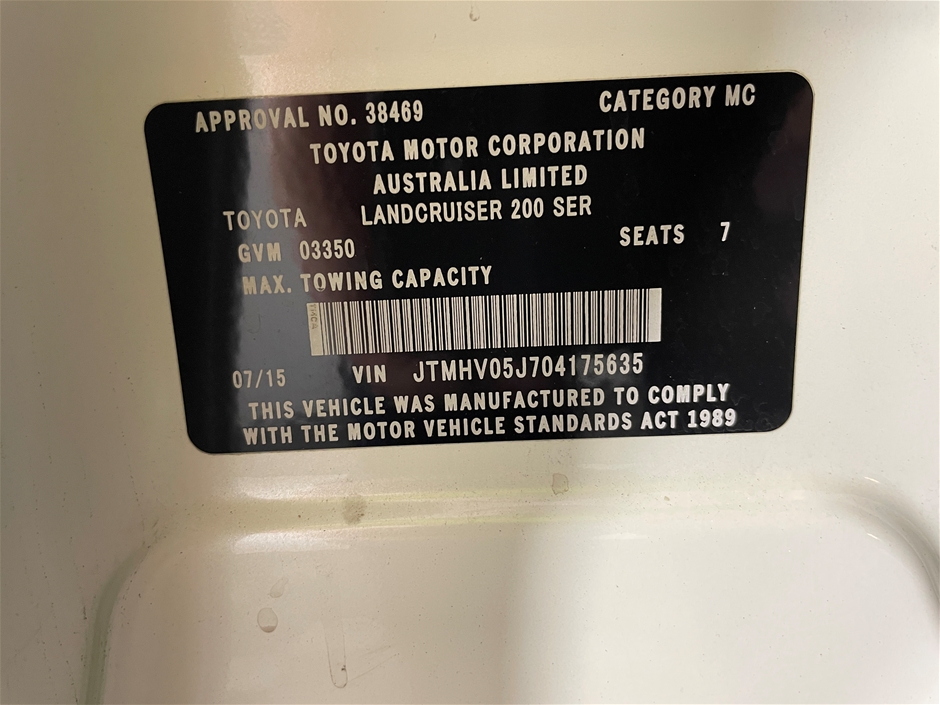 APPROVAL NO. 38469 CATEGORY MC
TOYOTA MOTOR CORPORATION
AUSTRALIA LIMITED
TOYOTA LANDCRUISER 200 SER
GVM 03350 SEATS 7
MAX. TOWING CAPACITY
TMCA
07/15 VIN JTMHV05J704175635
THIS VEHICLE WAS MANUFACTURED TO COMPLY
WITH THE MOTOR VEHICLE STANDARDS ACT 1989